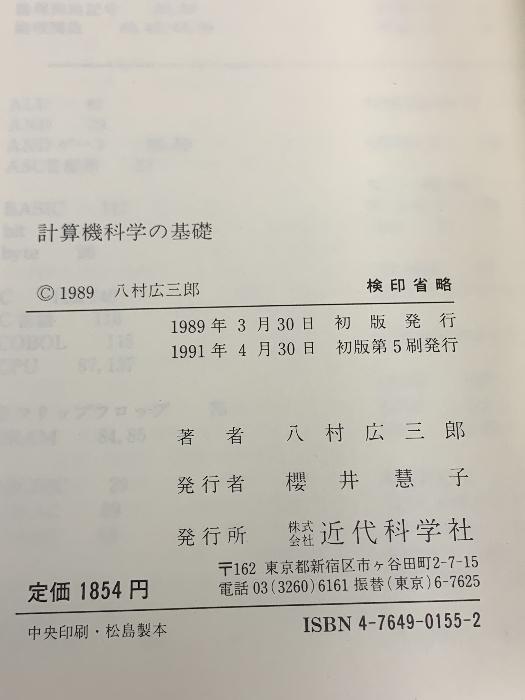 計算機科学の基礎
© 1989 八村広三郎 検印省略
1989年3月30日 初版発行
1991年4月30日 初版第5刷発行
著者 八村広三郎
発行者 櫻井慧子
発行所 株式会社 近代科学社
〒162 東京都新宿区市ヶ谷田町2-7-15
電話 03(3260)6161 振替(東京)6-7625
定価 1854円
中央印刷・松島製本
ISBN 4-7649-0155-2